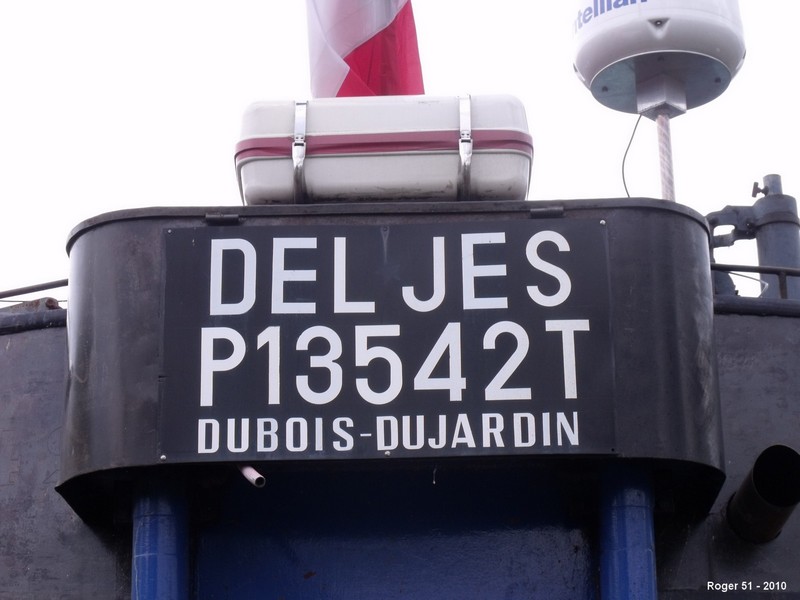 DEL JES
P13542T
DUBOIS-DUJARDIN
Roger 51 - 2010